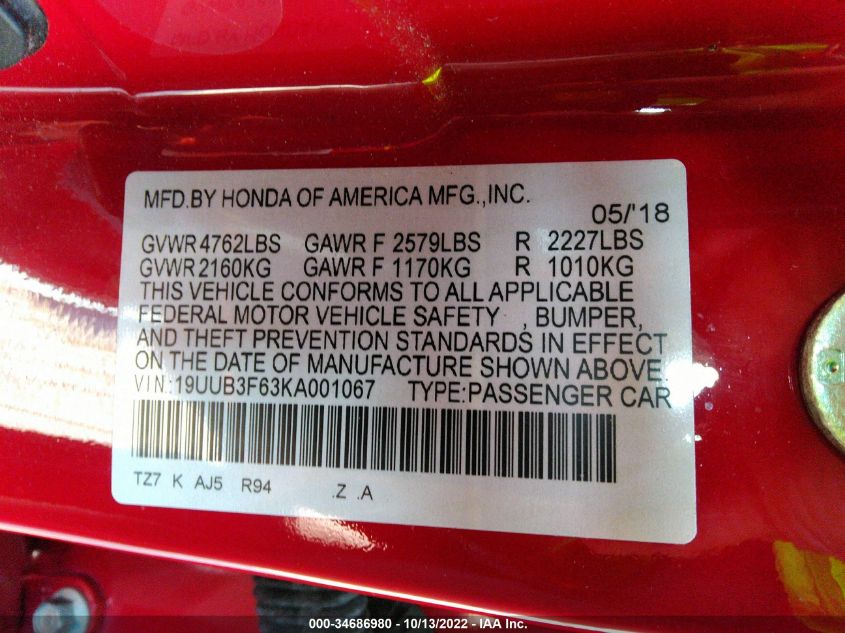 MFD.BY HONDA OF AMERICA MFG.,INC.
05/'18
GVWR 4762LBS GAWR F 2579LBS R 2227LBS
GVWR 2160KG GAWR F 1170KG R 1010KG
THIS VEHICLE CONFORMS TO ALL APPLICABLE
FEDERAL MOTOR VEHICLE SAFETY , BUMPER,
AND THEFT PREVENTION STANDARDS IN EFFECT
ON THE DATE OF MANUFACTURE SHOWN ABOVE.
VIN:19UUB3F63KA001067 TYPE:PASSENGER CAR
TZ7 K AJ5 R94 .Z .A
000-34686980 - 10/13/2022 - IAA Inc.